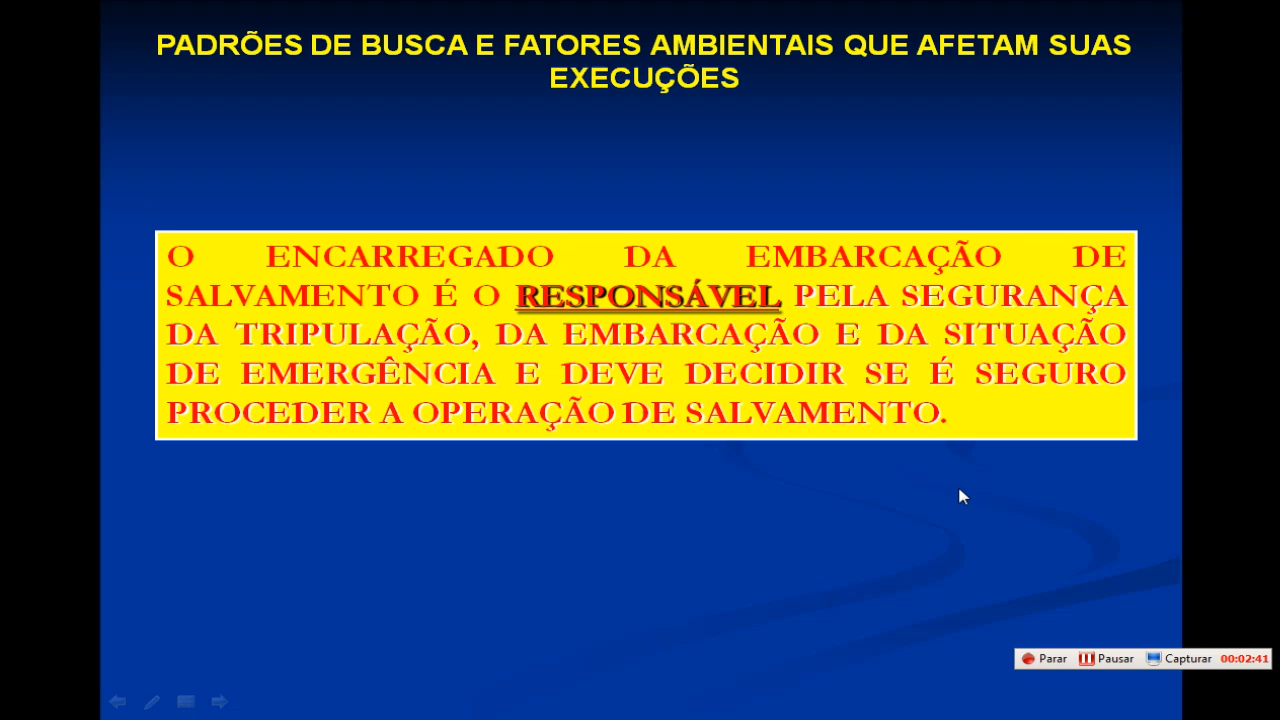 PADRÕES DE BUSCA E FATORES AMBIENTAIS QUE AFETAM SUAS
EXECUÇÕES
O ENCARREGADO DA EMBARCAÇÃO DE
SALVAMENTO É O RESPONSÁVEL PELA SEGURANÇA
DA TRIPULAÇÃO, DA EMBARCAÇÃO E DA SITUAÇÃO
DE EMERGÊNCIA E DEVE DECIDIR SE É SEGURO
PROCEDER A OPERAÇÃO DE SALVAMENTO.
Parar Pausar Capturar 00:02:41